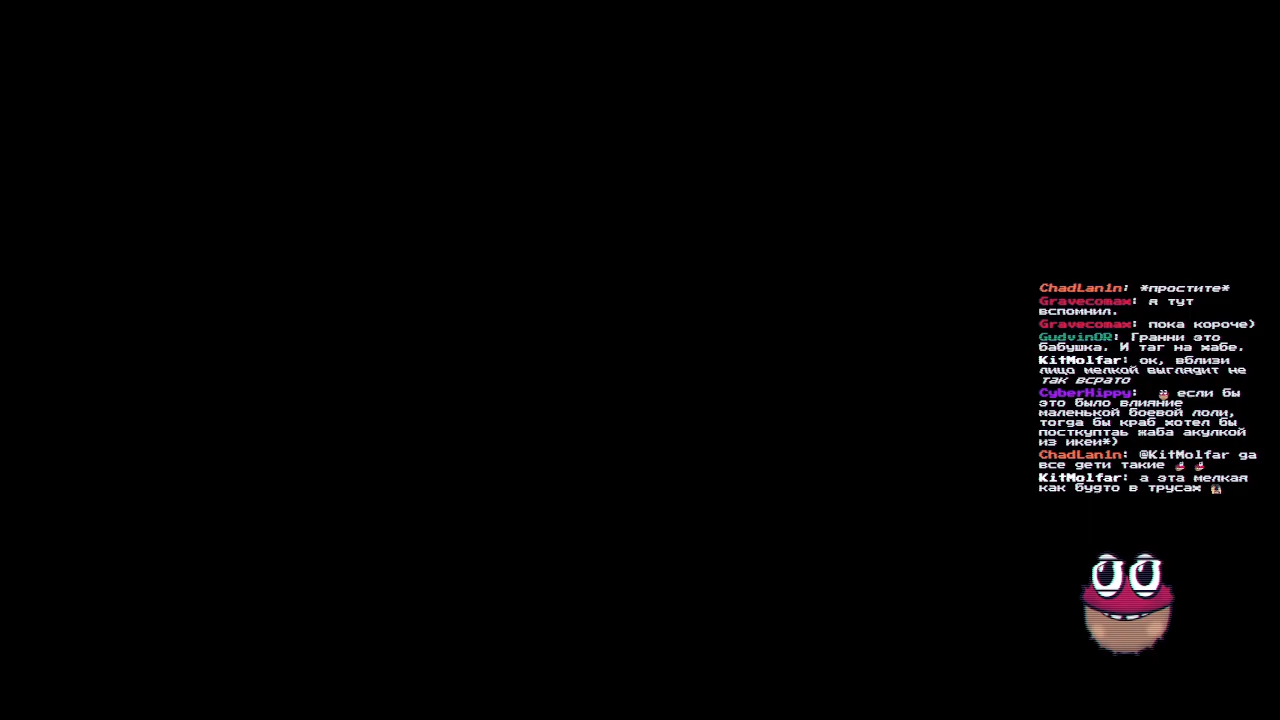 ChadLan1n: *простите*
Gravecomax: я тут
вспомнил.
Gravecomax: пока короче)
GudvinOR: Гранни это
бабушка. И таг на жабе.
KitMolfar: ок, вблизи
лицо мелкой выглядит не
так всрато
CyberHippy: если бы
это было влияние
маленькой боевой лоли,
тогда бы краб хотел бы
посткуптаь жаба акулкой
из икеи*)
ChadLan1n: @KitMolfar да
все дети такие
KitMolfar: а эта мелкая
как будто в трусах